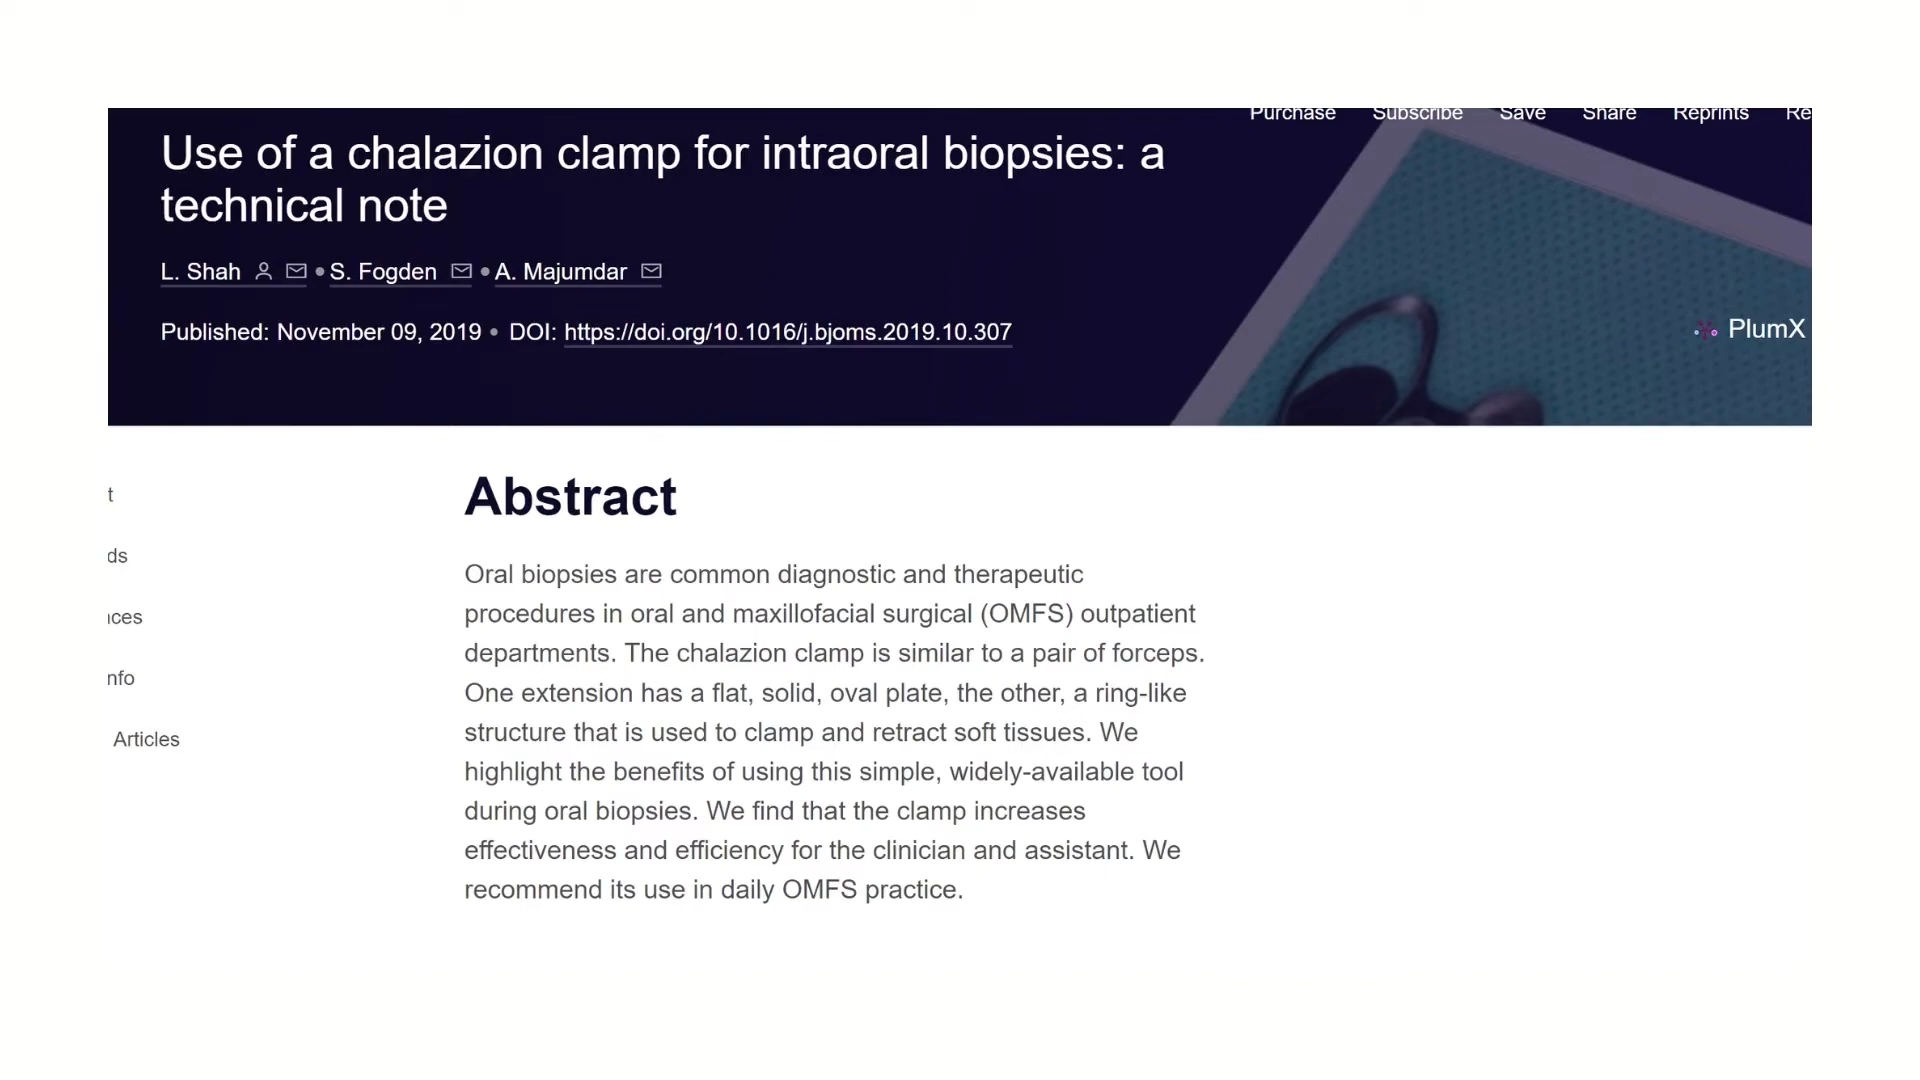 Purchase Subscribe Save Share Reprints Re
Use of a chalazion clamp for intraoral biopsies: a
technical note
L. Shah • S. Fogden • A. Majumdar
Published: November 09, 2019 • DOI: https://doi.org/10.1016/j.bjoms.2019.10.307
PlumX
t
ds
nces
nfo
Articles
Abstract
Oral biopsies are common diagnostic and therapeutic
procedures in oral and maxillofacial surgical (OMFS) outpatient
departments. The chalazion clamp is similar to a pair of forceps.
One extension has a flat, solid, oval plate, the other, a ring-like
structure that is used to clamp and retract soft tissues. We
highlight the benefits of using this simple, widely-available tool
during oral biopsies. We find that the clamp increases
effectiveness and efficiency for the clinician and assistant. We
recommend its use in daily OMFS practice.